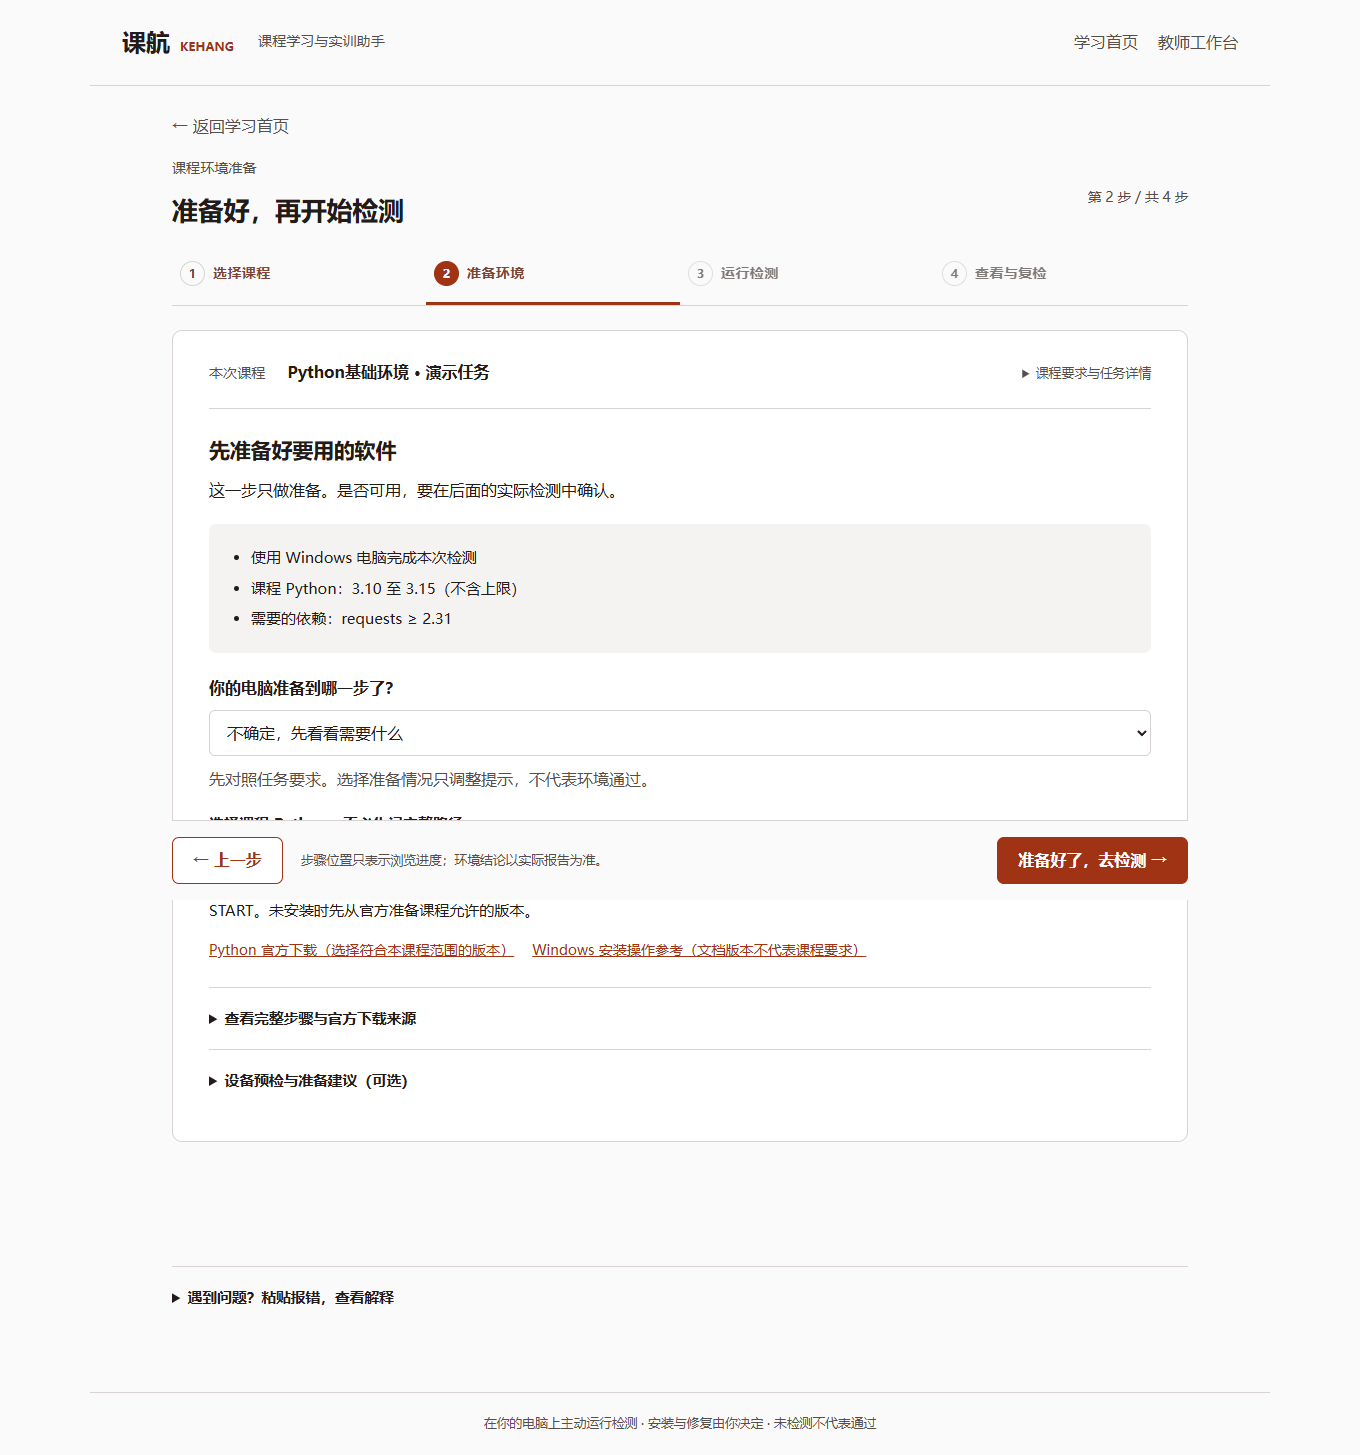 课航 KEHANG 课程学习与实训助手 学习首页 教师工作台
← 返回学习首页
课程环境准备
准备好，再开始检测
第 2 步 / 共 4 步
1 选择课程 2 准备环境 3 运行检测 4 查看与复检
本次课程 Python基础环境 • 演示任务 ▶ 课程要求与任务详情
先准备好要用的软件
这一步只做准备。是否可用，要在后面的实际检测中确认。
• 使用 Windows 电脑完成本次检测
• 课程 Python：3.10 至 3.15（不含上限）
• 需要的依赖：requests ≥ 2.31
你的电脑准备到哪一步了？
不确定，先看看需要什么
先对照任务要求。选择准备情况只调整提示，不代表环境通过。
← 上一步 步骤位置只表示浏览进度；环境结论以实际报告为准。 准备好了，去检测 →
START。未安装时先从官方准备课程允许的版本。
Python 官方下载（选择符合本课程范围的版本） Windows 安装操作参考（文档版本不代表课程要求）
▶ 查看完整步骤与官方下载来源
▶ 设备预检与准备建议（可选）
▶ 遇到问题？粘贴报错，查看解释
在你的电脑上主动运行检测 · 安装与修复由你决定 · 未检测不代表通过